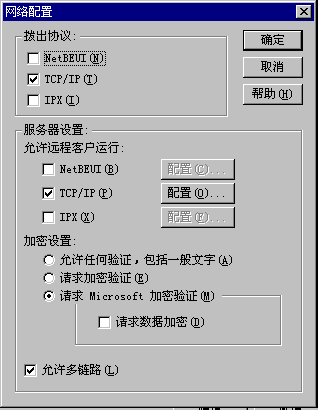 网络配置
拨出协议:
NetBEUI(N)
TCP/IP(T)
IPX(I)
确定
取消
帮助(H)
服务器设置:
允许远程客户运行:
NetBEUI(B) 配置(C)...
TCP/IP(P) 配置(O)...
IPX(X) 配置(F)...
加密设置:
允许任何验证，包括一般文字(A)
请求加密验证(E)
请求 Microsoft 加密验证(M)
请求数据加密(D)
允许多链路(L)